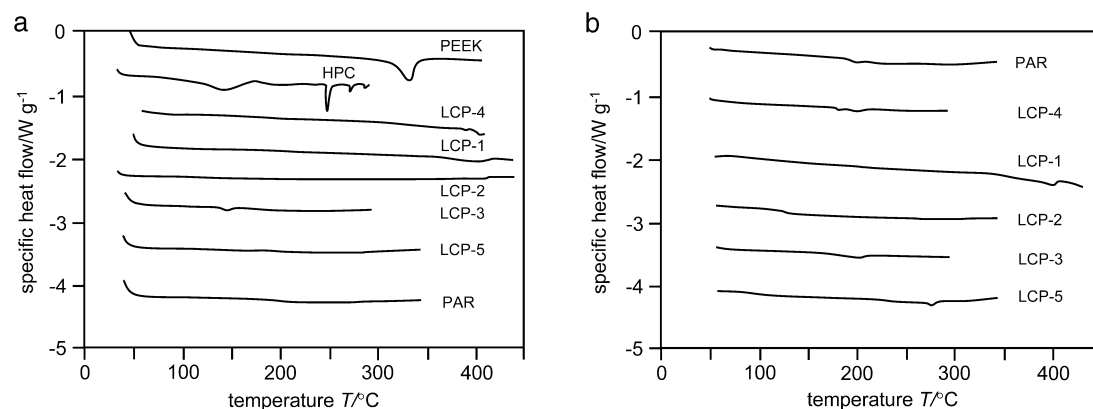 a
specific heat flow/W g⁻¹
0
-1
-2
-3
-4
-5
PEEK
HPC
LCP-4
LCP-1
LCP-2
LCP-3
LCP-5
PAR
0 100 200 300 400
temperature T/°C
b
specific heat flow/W g⁻¹
0
-1
-2
-3
-4
-5
PAR
LCP-4
LCP-1
LCP-2
LCP-3
LCP-5
0 100 200 300 400
temperature T/°C